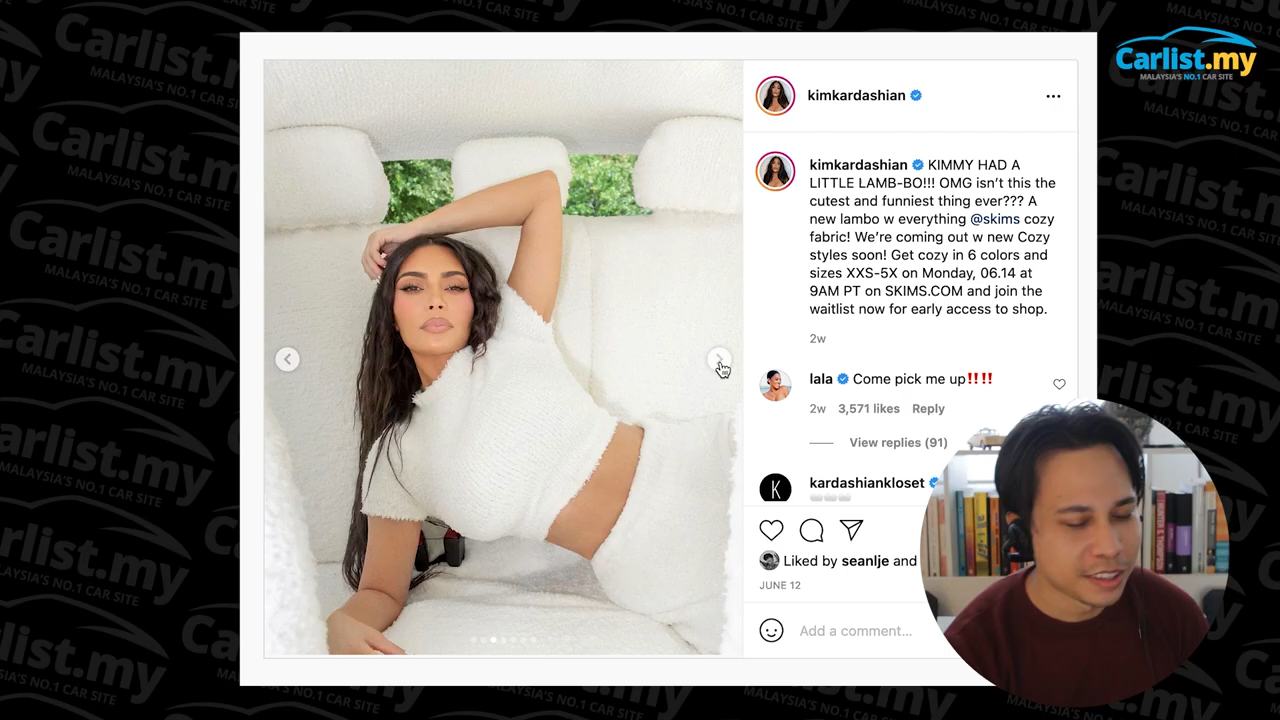 Carlist.my
MALAYSIA'S NO.1 CAR SITE
kimkardashian
kimkardashian KIMMY HAD A
LITTLE LAMB-BO!!! OMG isn't this the
cutest and funniest thing ever??? A
new lambo w everything @skims cozy
fabric! We're coming out w new Cozy
styles soon! Get cozy in 6 colors and
sizes XXS-5X on Monday, 06.14 at
9AM PT on SKIMS.COM and join the
waitlist now for early access to shop.
2w
lala Come pick me up‼️‼️
2w 3,571 likes Reply
View replies (91)
K
kardashiankloset
Liked by seanlje and
JUNE 12
Add a comment...